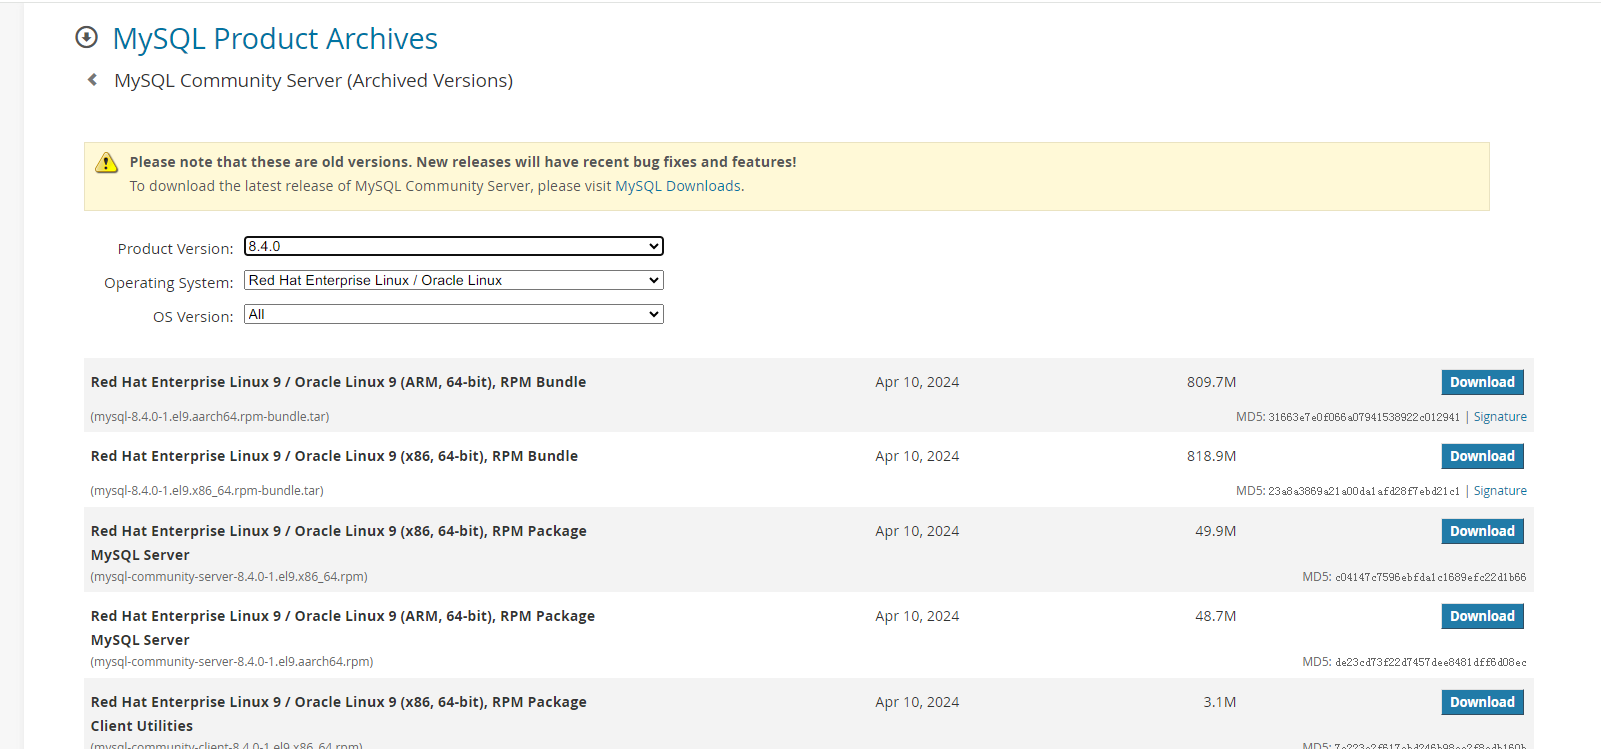 MySQL Product Archives
MySQL Community Server (Archived Versions)
Please note that these are old versions. New releases will have recent bug fixes and features!
To download the latest release of MySQL Community Server, please visit MySQL Downloads.
Product Version: 8.4.0
Operating System: Red Hat Enterprise Linux / Oracle Linux
OS Version: All
Red Hat Enterprise Linux 9 / Oracle Linux 9 (ARM, 64-bit), RPM Bundle Apr 10, 2024 809.7M Download
(mysql-8.4.0-1.el9.aarch64.rpm-bundle.tar) MD5: 31663e7e0f066a07941538922c012941 | Signature
Red Hat Enterprise Linux 9 / Oracle Linux 9 (x86, 64-bit), RPM Bundle Apr 10, 2024 818.9M Download
(mysql-8.4.0-1.el9.x86_64.rpm-bundle.tar) MD5: 23a8a3869a21a00da1afd28f7ebd21c1 | Signature
Red Hat Enterprise Linux 9 / Oracle Linux 9 (x86, 64-bit), RPM Package Apr 10, 2024 49.9M Download
MySQL Server
(mysql-community-server-8.4.0-1.el9.x86_64.rpm) MD5: c04147c7596ebfda1c1689efc22d1b66
Red Hat Enterprise Linux 9 / Oracle Linux 9 (ARM, 64-bit), RPM Package Apr 10, 2024 48.7M Download
MySQL Server
(mysql-community-server-8.4.0-1.el9.aarch64.rpm) MD5: de23cd73f22d7457dee8481dff6d08ec
Red Hat Enterprise Linux 9 / Oracle Linux 9 (x86, 64-bit), RPM Package Apr 10, 2024 3.1M Download
Client Utilities
(mysql-community-client-8.4.0-1.el9.x86_64.rpm) MD5: